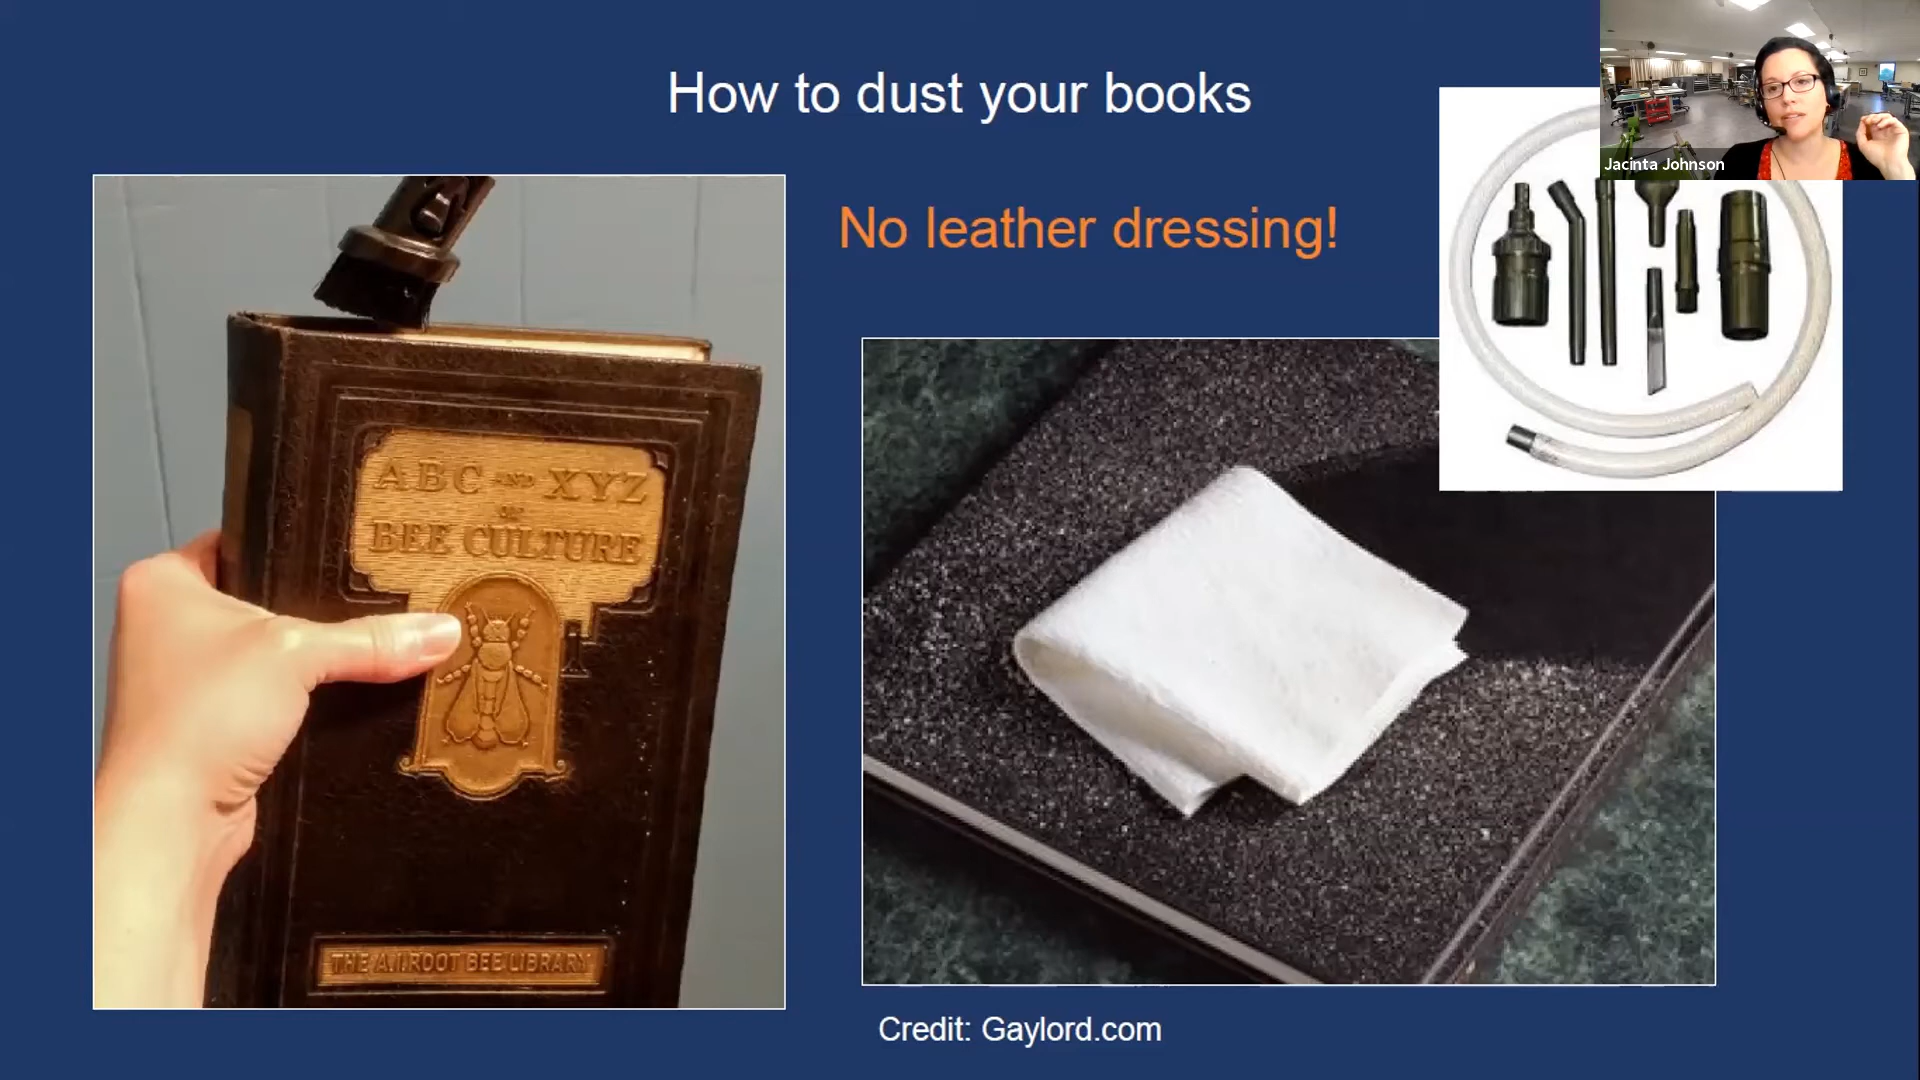 How to dust your books
Jacinta Johnson
No leather dressing!
ABC AND XYZ
OF
BEE CULTURE
THE A.I. ROOT BEE LIBRARY
Credit: Gaylord.com